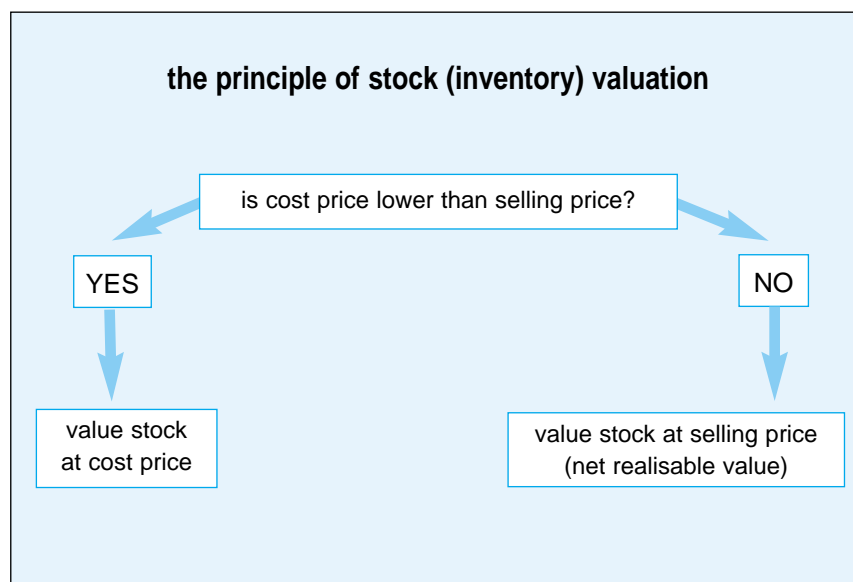 the principle of stock (inventory) valuation
is cost price lower than selling price?
YES
NO
value stock
at cost price
value stock at selling price
(net realisable value)